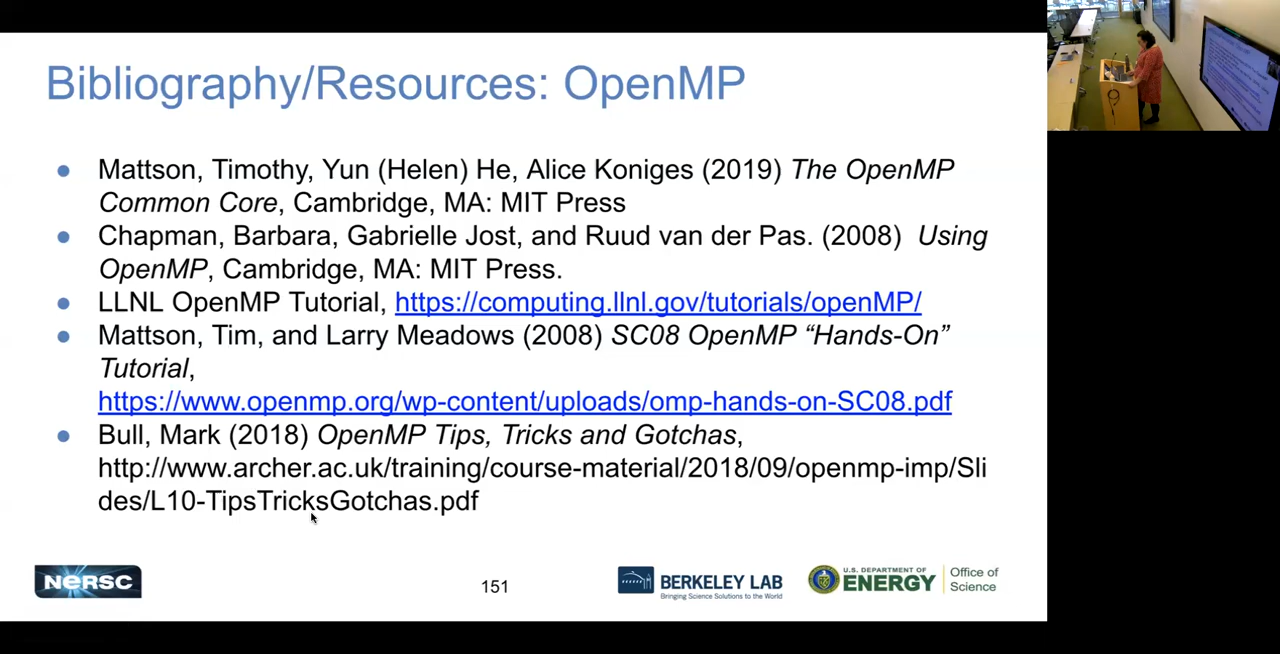 Bibliography/Resources: OpenMP
● Mattson, Timothy, Yun (Helen) He, Alice Koniges (2019) The OpenMP
Common Core, Cambridge, MA: MIT Press
● Chapman, Barbara, Gabrielle Jost, and Ruud van der Pas. (2008) Using
OpenMP, Cambridge, MA: MIT Press.
● LLNL OpenMP Tutorial, https://computing.llnl.gov/tutorials/openMP/
● Mattson, Tim, and Larry Meadows (2008) SC08 OpenMP “Hands-On”
Tutorial,
https://www.openmp.org/wp-content/uploads/omp-hands-on-SC08.pdf
● Bull, Mark (2018) OpenMP Tips, Tricks and Gotchas,
http://www.archer.ac.uk/training/course-material/2018/09/openmp-imp/Sli
des/L10-TipsTricksGotchas.pdf
NERSC
151
BERKELEY LAB
Bringing Science Solutions to the World
U.S. DEPARTMENT OF
ENERGY
Office of
Science